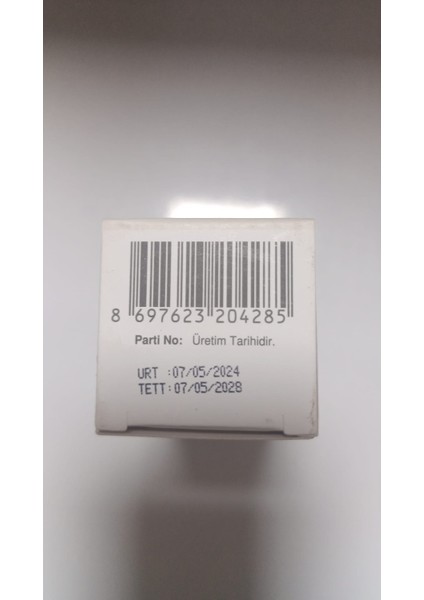 8 697623 204285
Parti No: Üretim Tarihidir.
URT :07/05/2024
TETT:07/05/2028